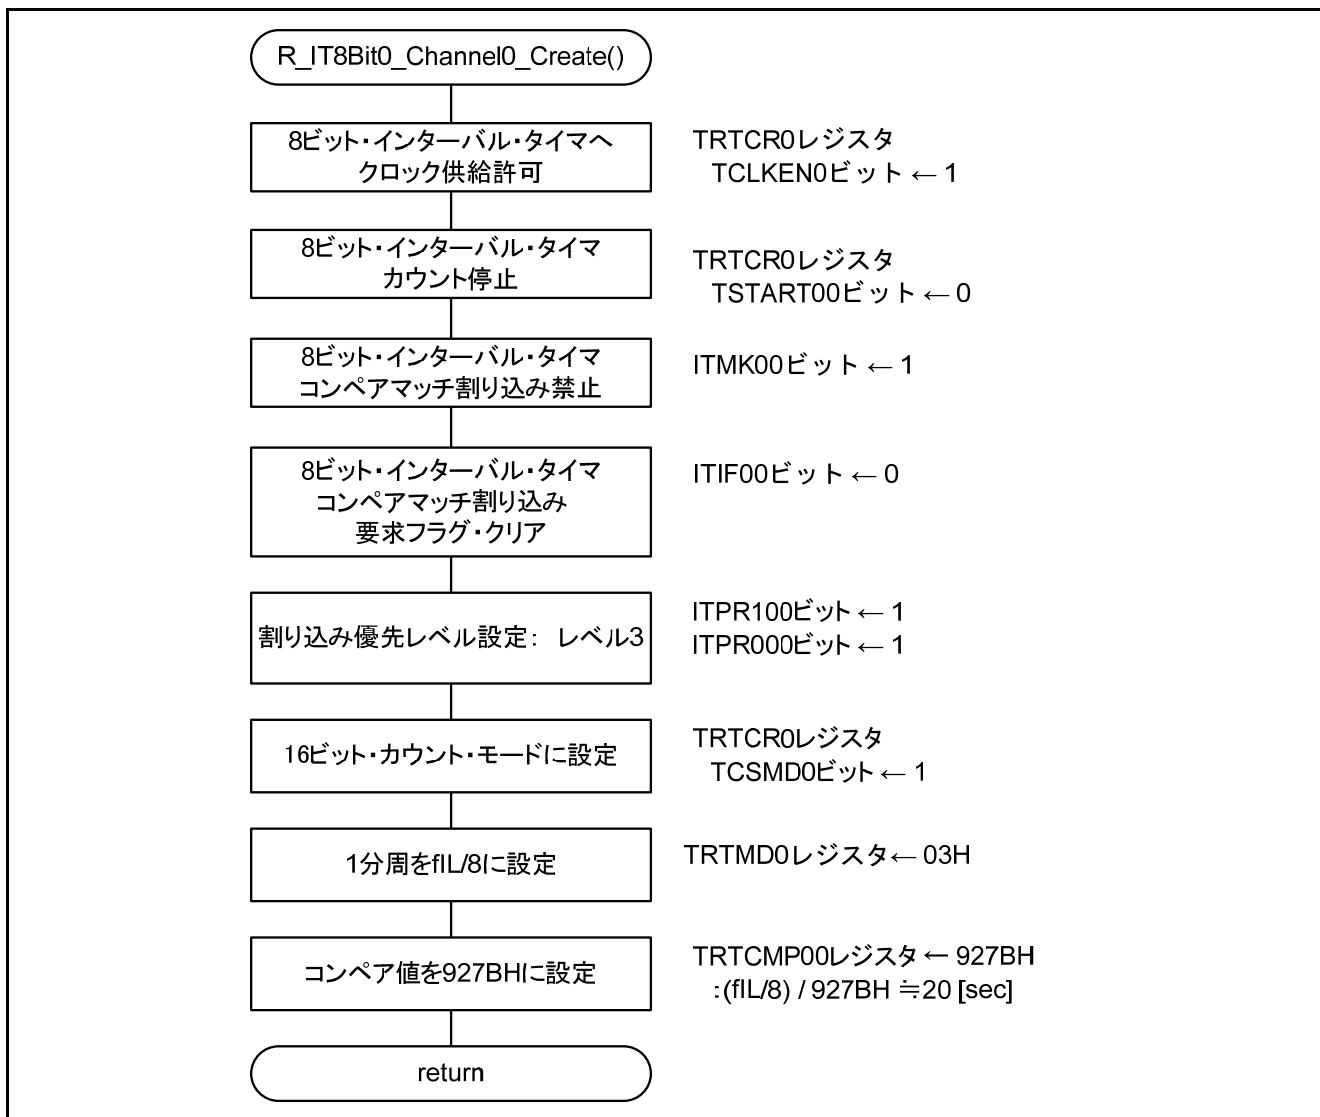 R_IT8Bit0_Channel0_Create()
8ビット・インターバル・タイマへ
クロック供給許可
TRTCR0レジスタ
TCLKEN0ビット ← 1
8ビット・インターバル・タイマ
カウント停止
TRTCR0レジスタ
TSTART00ビット ← 0
8ビット・インターバル・タイマ
コンペアマッチ割り込み禁止
ITMK00ビット ← 1
8ビット・インターバル・タイマ
コンペアマッチ割り込み
要求フラグ・クリア
ITIF00ビット ← 0
割り込み優先レベル設定： レベル3
ITPR100ビット ← 1
ITPR000ビット ← 1
16ビット・カウント・モードに設定
TRTCR0レジスタ
TCSMD0ビット ← 1
1分周をfIL/8に設定
TRTMD0レジスタ← 03H
コンペア値を927BHに設定
TRTCMP00レジスタ ← 927BH
:(fIL/8) / 927BH ≒20 [sec]
return